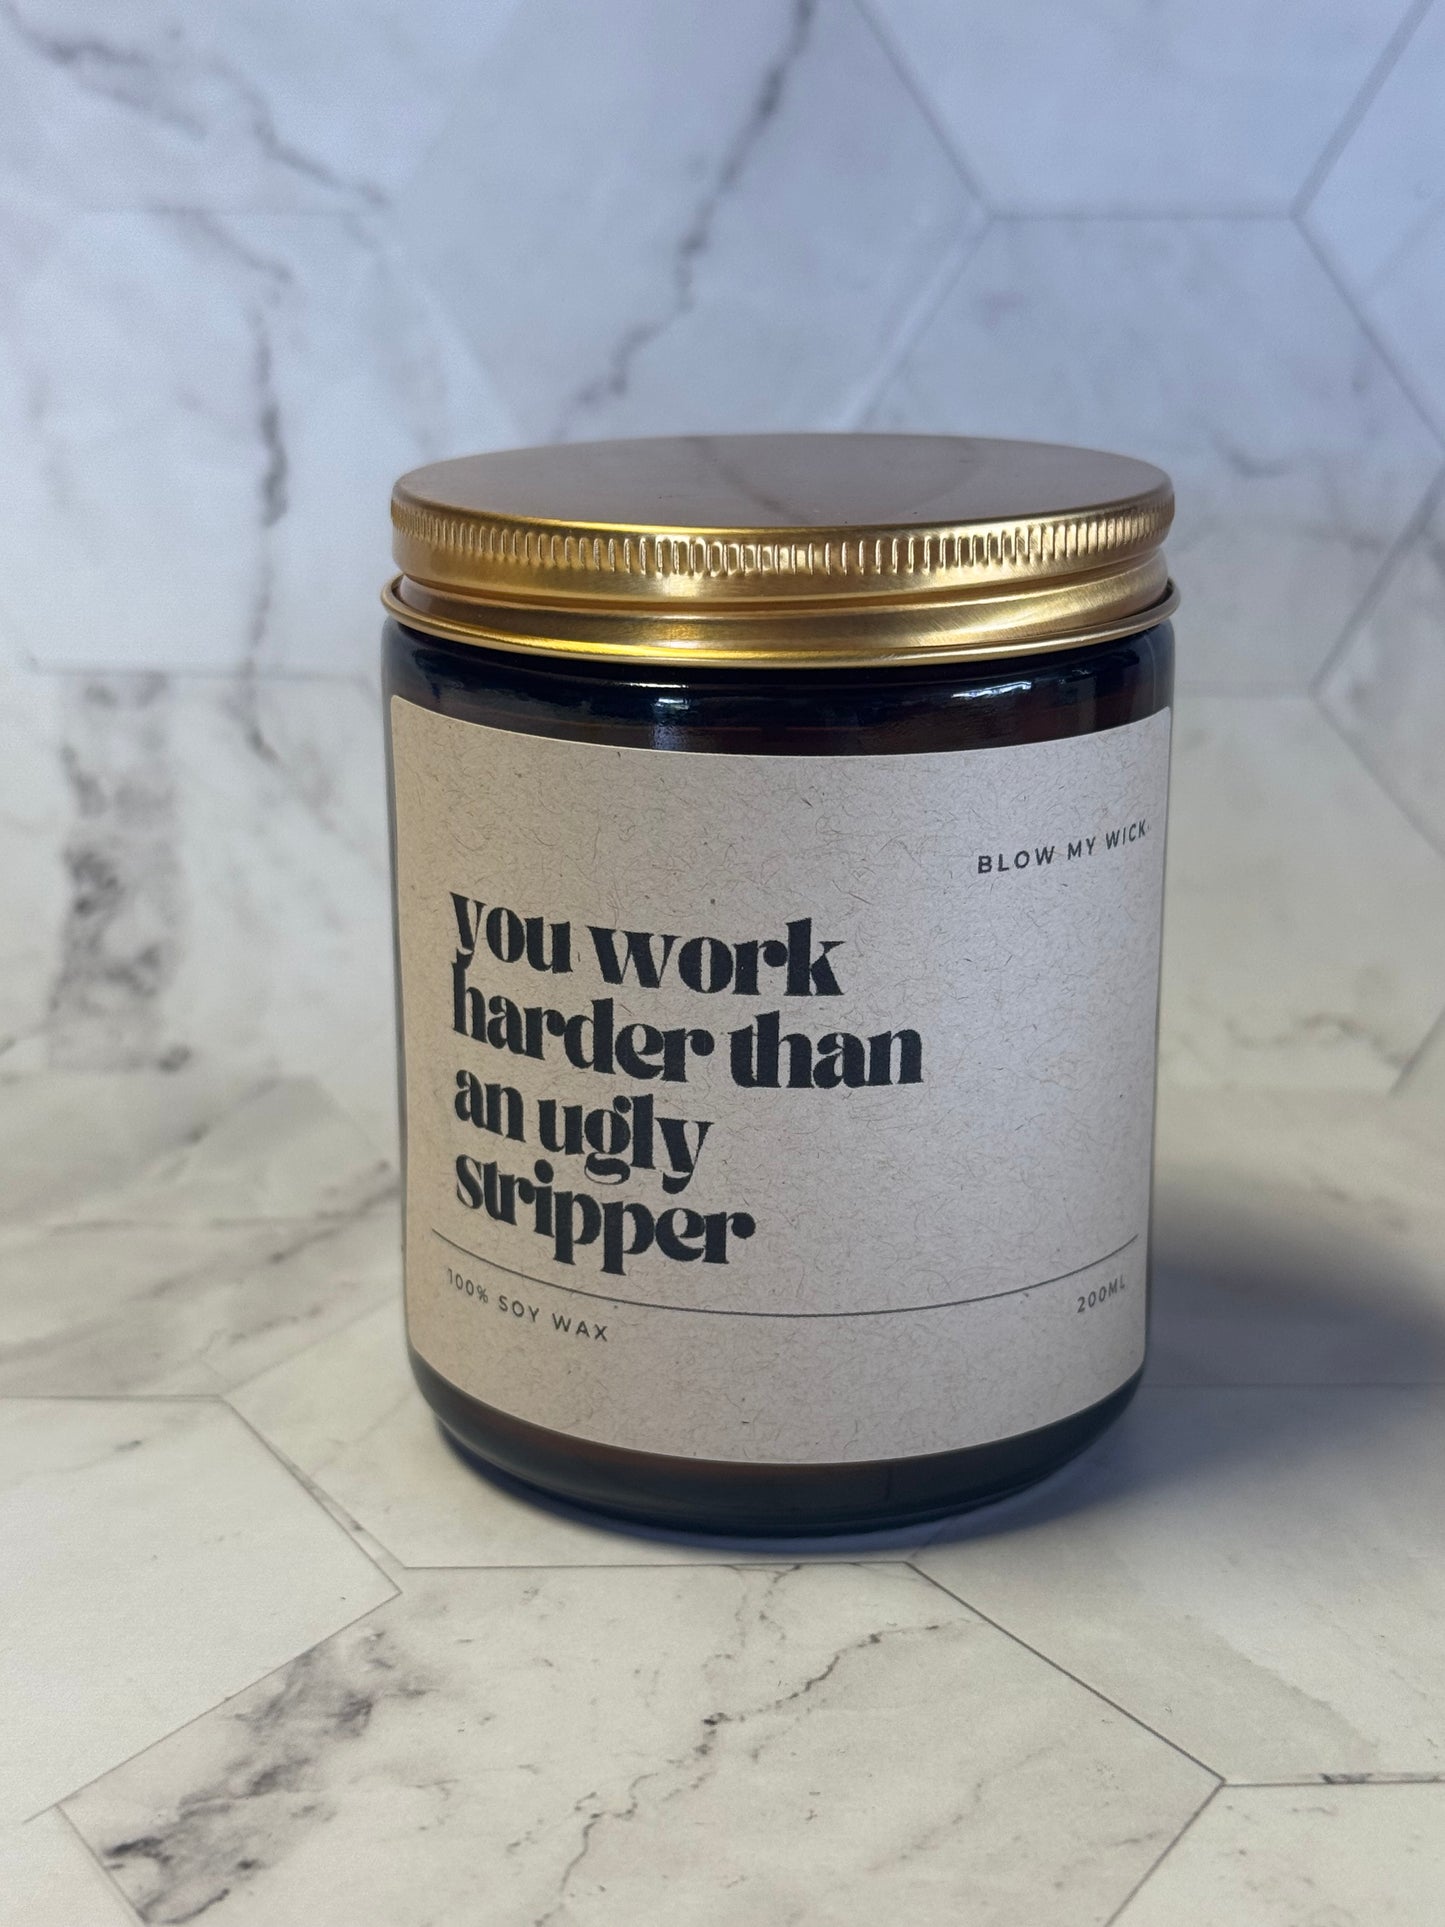 BLOW MY WICK
you work
harder than
an ugly
stripper
100% SOY WAX
200ML